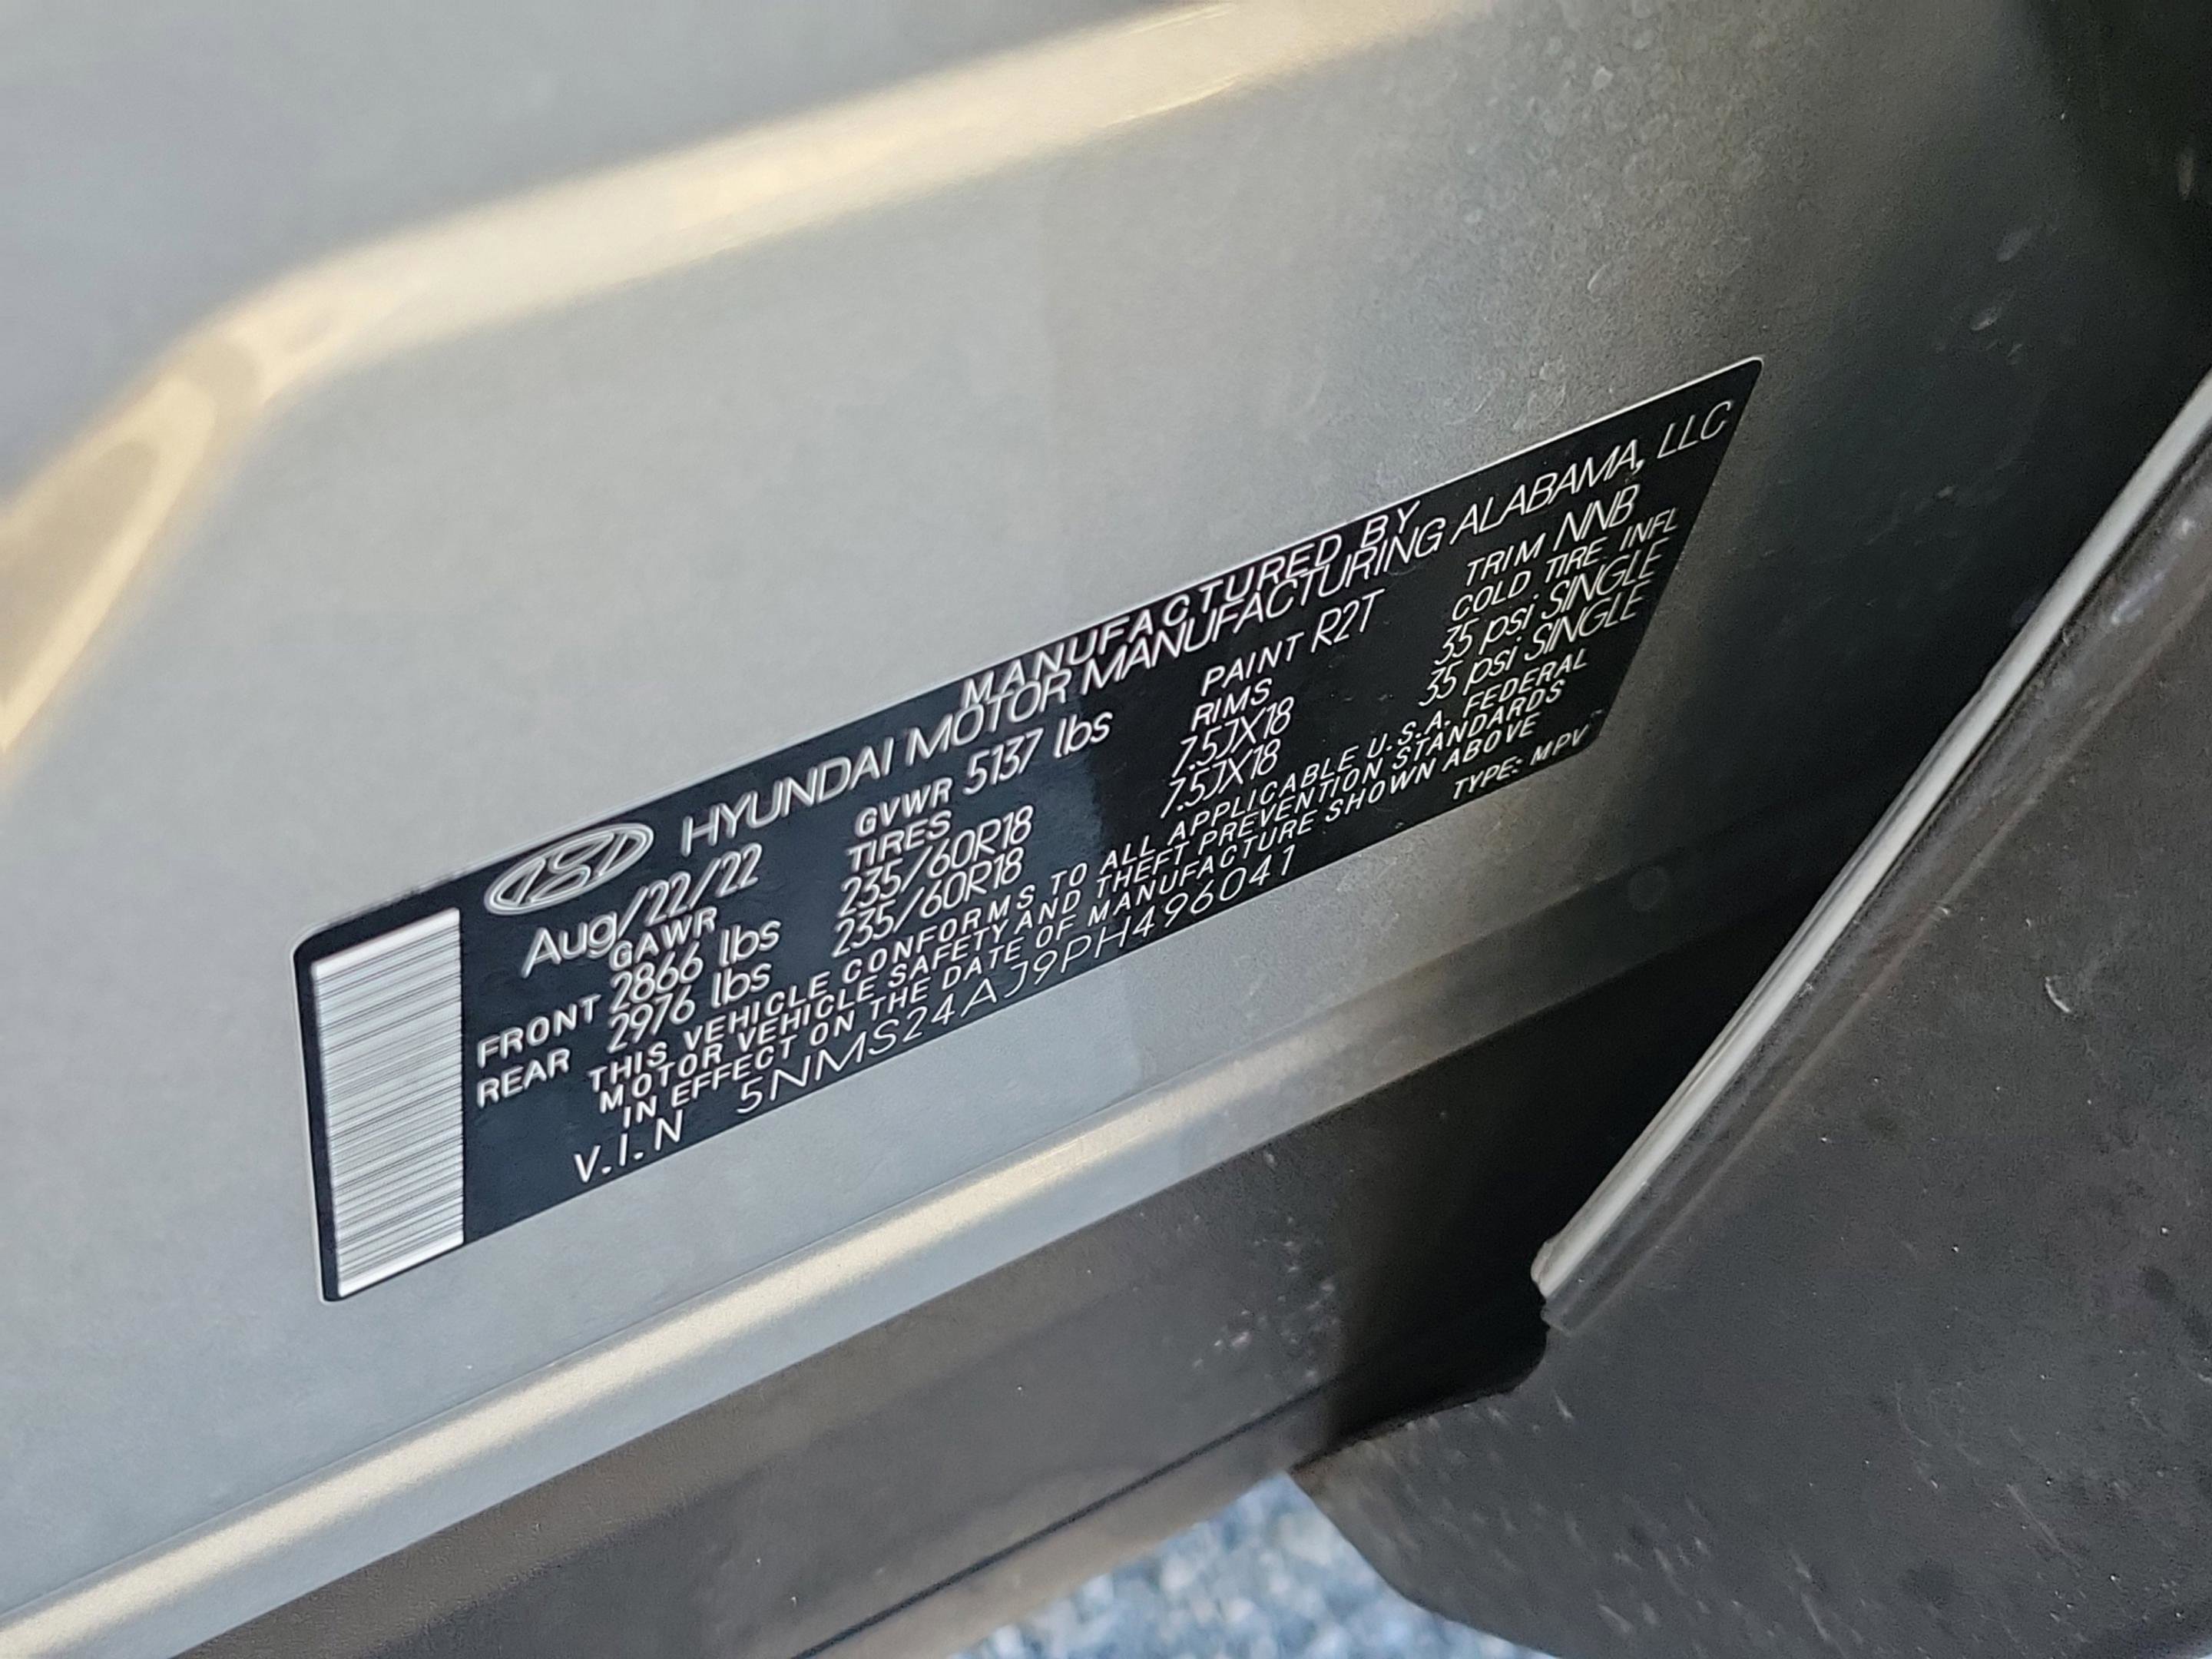 MANUFACTURED BY
HYUNDAI MOTOR MANUFACTURING ALABAMA, LLC
Aug/22/22 GVWR 5137 lbs PAINT R2T TRIM NNB
GAWR TIRES RIMS COLD TIRE INFL
FRONT 2866 lbs 235/60R18 7.5JX18 35 psi SINGLE
REAR 2976 lbs 235/60R18 7.5JX18 35 psi SINGLE
THIS VEHICLE CONFORMS TO ALL APPLICABLE U.S.A. FEDERAL
MOTOR VEHICLE SAFETY AND THEFT PREVENTION STANDARDS
IN EFFECT ON THE DATE OF MANUFACTURE SHOWN ABOVE
V.I.N 5NMS24AJ9PH496041 TYPE: MPV